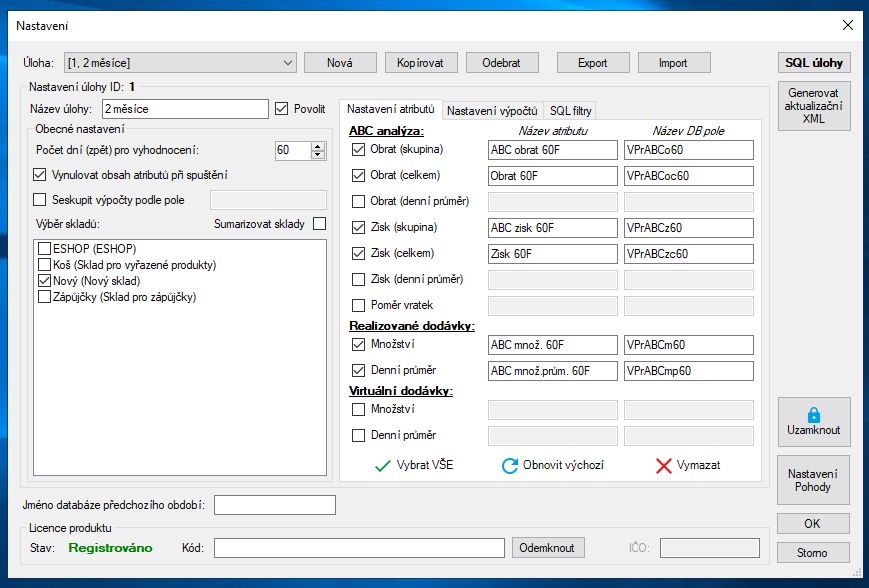 Nastavení
Úloha: [1, 2 měsíce] Nová Kopírovat Odebrat Export Import SQL úlohy
Nastavení úlohy ID: 1
Název úlohy: 2 měsíce Povolit
Generovat
aktualizační
XML
Obecné nastavení
Počet dní (zpět) pro vyhodnocení: 60
Vynulovat obsah atributů při spuštění
Seskupit výpočty podle pole
Výběr skladů: Sumarizovat sklady
ESHOP (ESHOP)
Koš (Sklad pro vyřazené produkty)
Nový (Nový sklad)
Zápůjčky (Sklad pro zápůjčky)
Nastavení atributů Nastavení výpočtů SQL filtry
ABC analýza: Název atributu Název DB pole
Obrat (skupina) ABC obrat 60F VPrABCo60
Obrat (celkem) Obrat 60F VPrABCoc60
Obrat (denní průměr)
Zisk (skupina) ABC zisk 60F VPrABCz60
Zisk (celkem) Zisk 60F VPrABCzc60
Zisk (denní průměr)
Poměr vratek
Realizované dodávky:
Množství ABC množ. 60F VPrABCm60
Denní průměr ABC množ.prům. 60F VPrABCmp60
Virtuální dodávky:
Množství
Denní průměr
Vybrat VŠE Obnovit výchozí Vymazat
Uzamknout
Nastavení
Pohody
OK
Storno
Jméno databáze předchozího období:
Licence produktu
Stav: Registrováno Kód: Odemknout IČO: